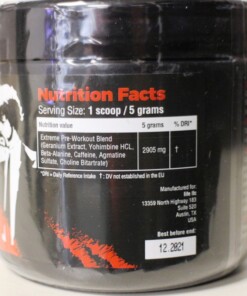 Nutrition Facts
Serving Size: 1 scoop / 5 grams
Nutrition value 5 grams % DRI*
Extreme Pre-Workout Blend
(Geranium Extract, Yohimbine HCL,
Beta-Alanine, Caffeine, Agmatine
Sulfate, Choline Bitartrate)
2905 mg †
*DRI = Daily Reference Intake † : DV not established in the EU
Manufactured for:
13359 North Highway 183
Austin, TX
USA
Best before end:
12.2021